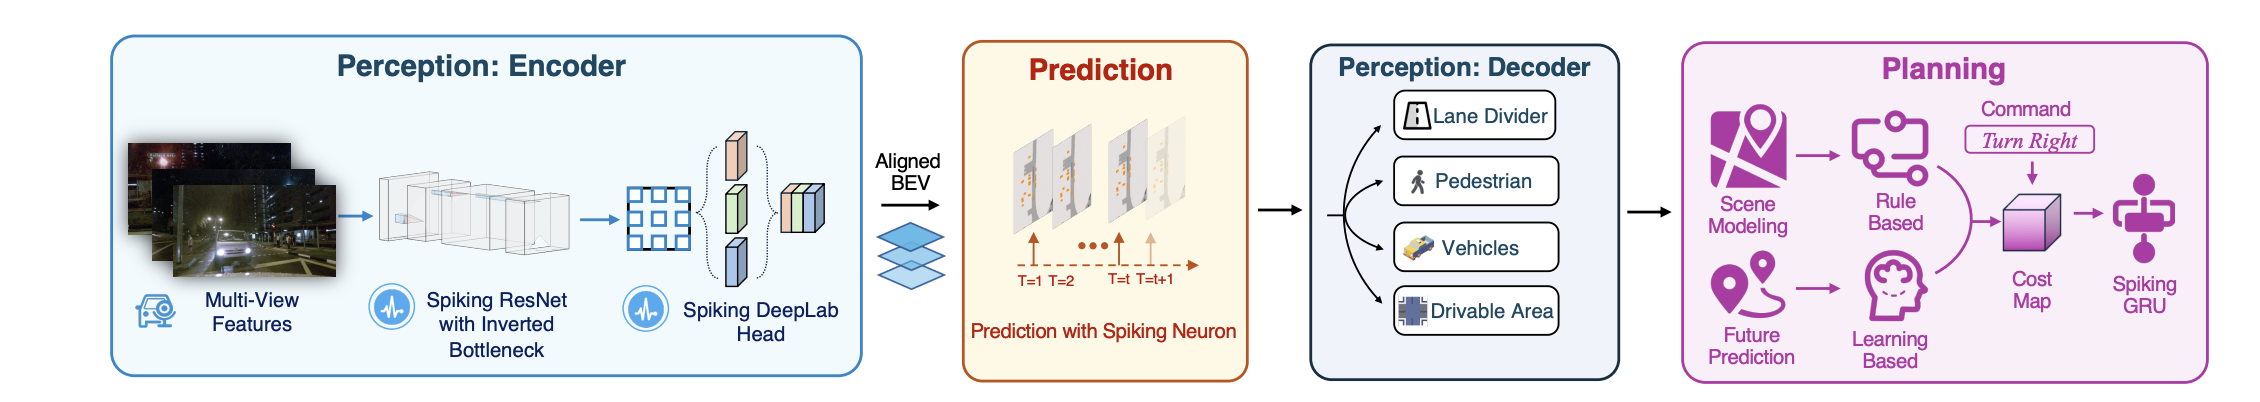 Perception: Encoder
Multi-View
Features
Spiking ResNet
with Inverted
Bottleneck
Spiking DeepLab
Head
Aligned
BEV
Prediction
T=1 T=2 T=t T=t+1
Prediction with Spiking Neuron
Perception: Decoder
Lane Divider
Pedestrian
Vehicles
Drivable Area
Planning
Scene
Modeling
Rule
Based
Command
Turn Right
Future
Prediction
Learning
Based
Cost
Map
Spiking
GRU